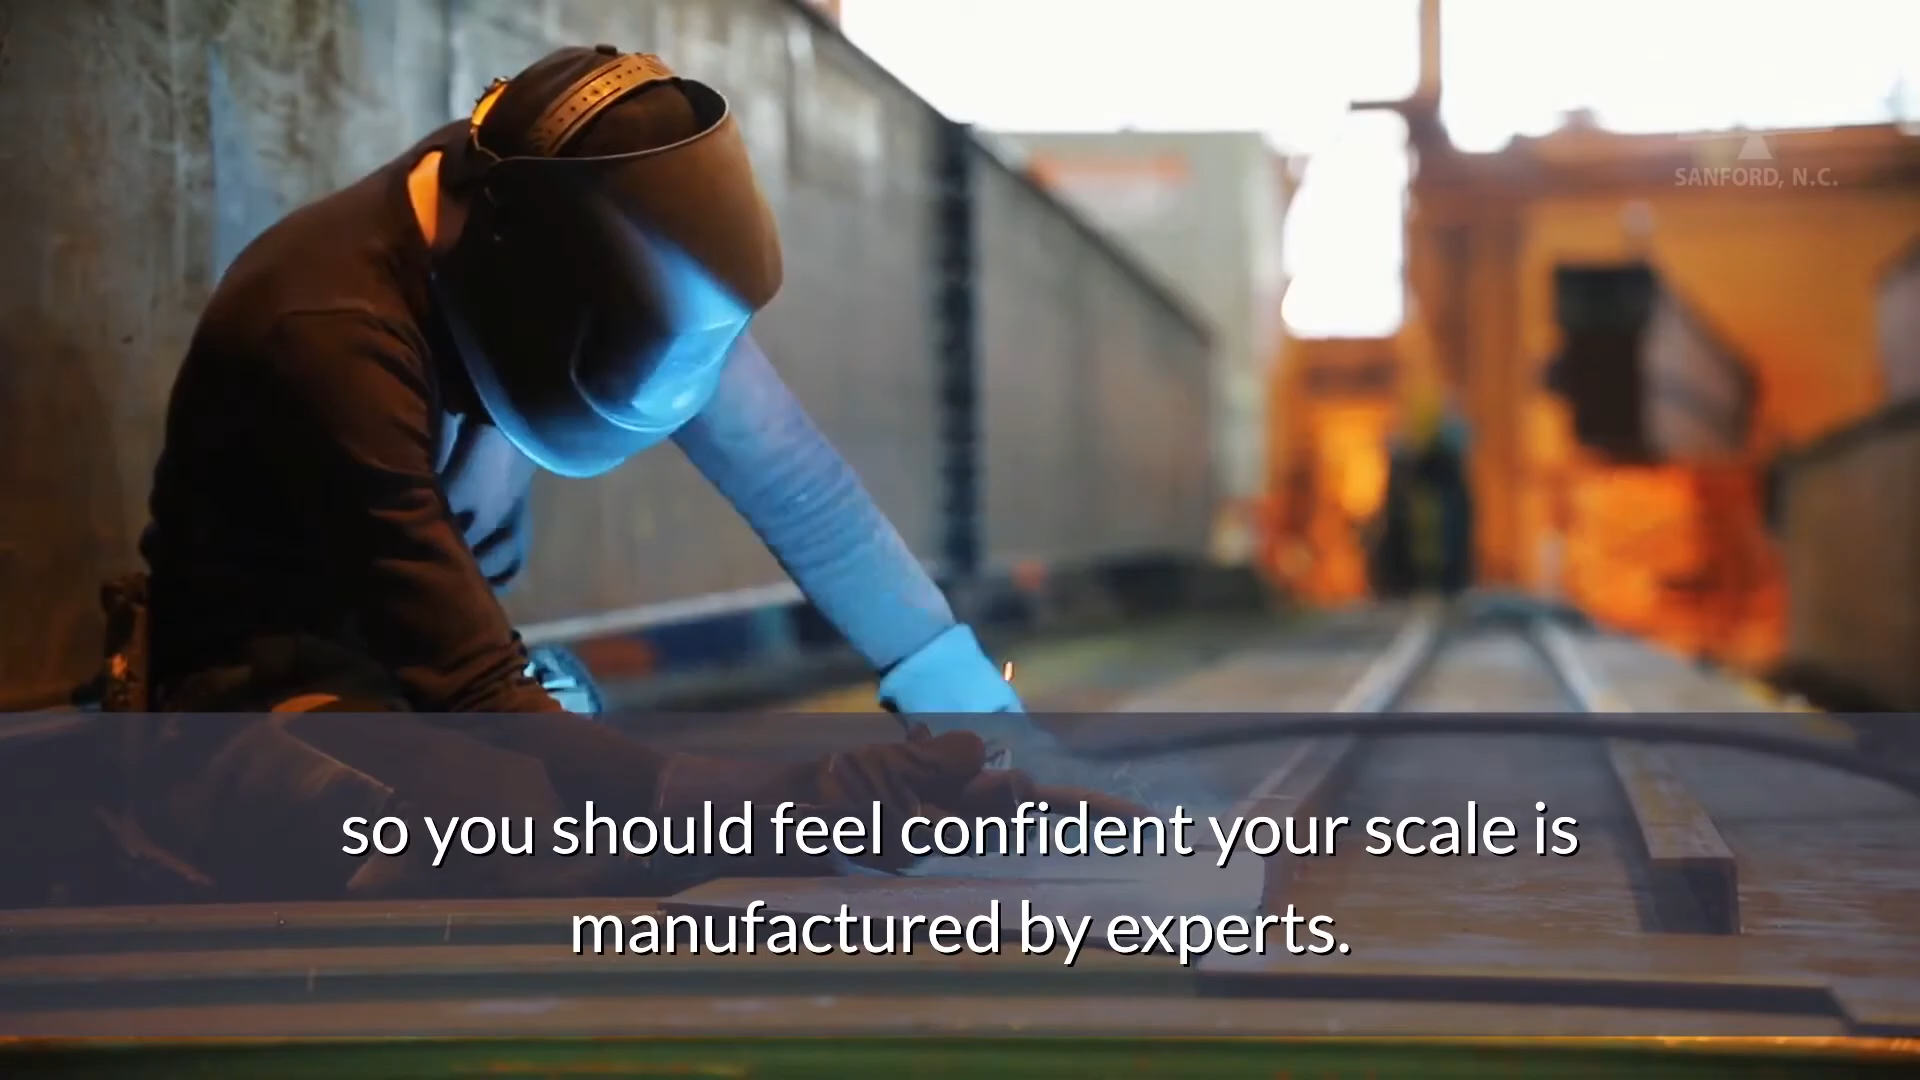 SANFORD, N.C.
so you should feel confident your scale is
manufactured by experts.